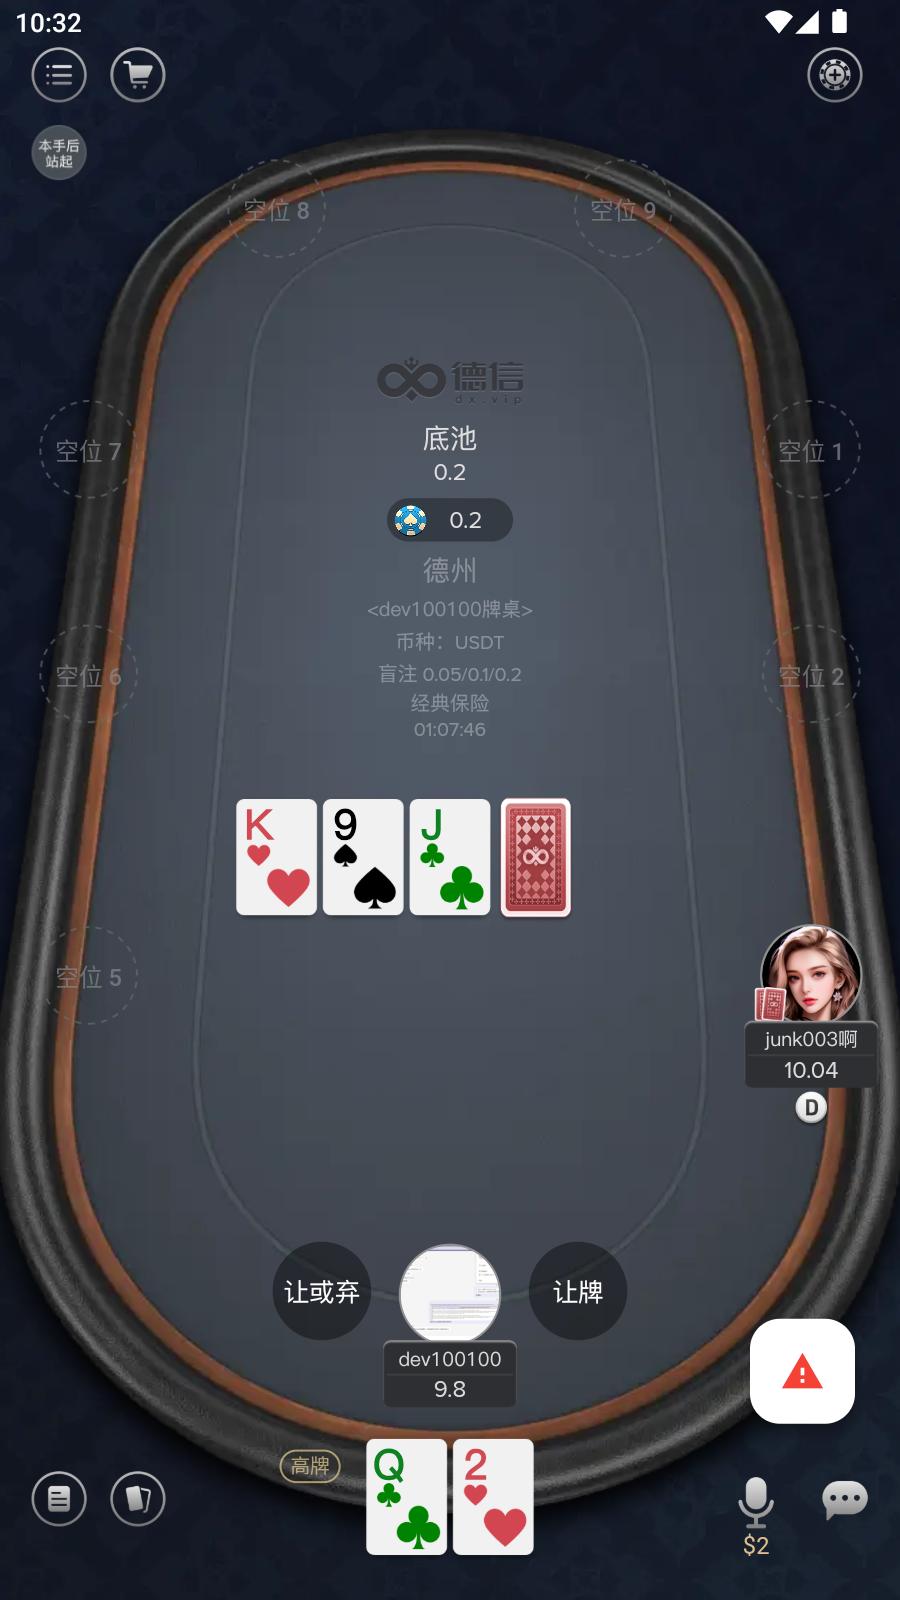 10:32
本手后
站起
空位 8
空位 9
德信
dx.vip
底池
0.2
空位 7
空位 1
0.2
德州
<dev100100牌桌>
币种：USDT
空位 6
盲注 0.05/0.1/0.2
空位 2
经典保险
01:07:46
K
9
J
空位 5
junk003啊
10.04
D
让或弃
让牌
dev100100
9.8
高牌
Q
2
$2